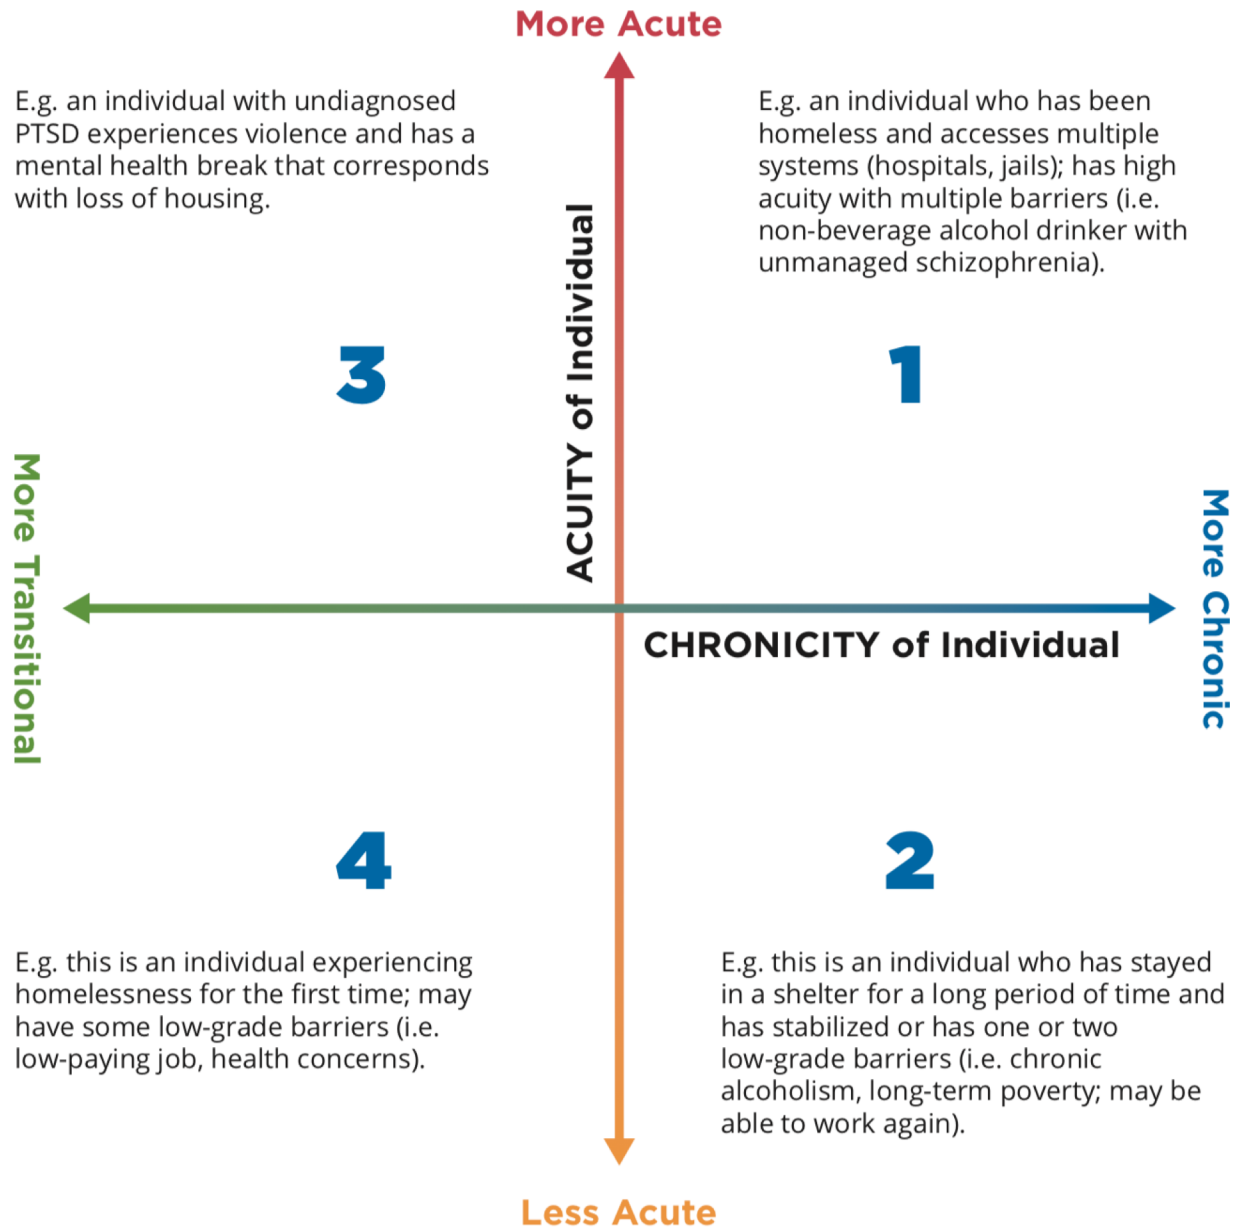 More Acute
E.g. an individual with undiagnosed
PTSD experiences violence and has a
mental health break that corresponds
with loss of housing.
E.g. an individual who has been
homeless and accesses multiple
systems (hospitals, jails); has high
acuity with multiple barriers (i.e.
non-beverage alcohol drinker with
unmanaged schizophrenia).
ACUITY of Individual
3
1
More Transitional
More Chronic
CHRONICITY of Individual
4
2
E.g. this is an individual experiencing
homelessness for the first time; may
have some low-grade barriers (i.e.
low-paying job, health concerns).
E.g. this is an individual who has stayed
in a shelter for a long period of time and
has stabilized or has one or two
low-grade barriers (i.e. chronic
alcoholism, long-term poverty; may be
able to work again).
Less Acute